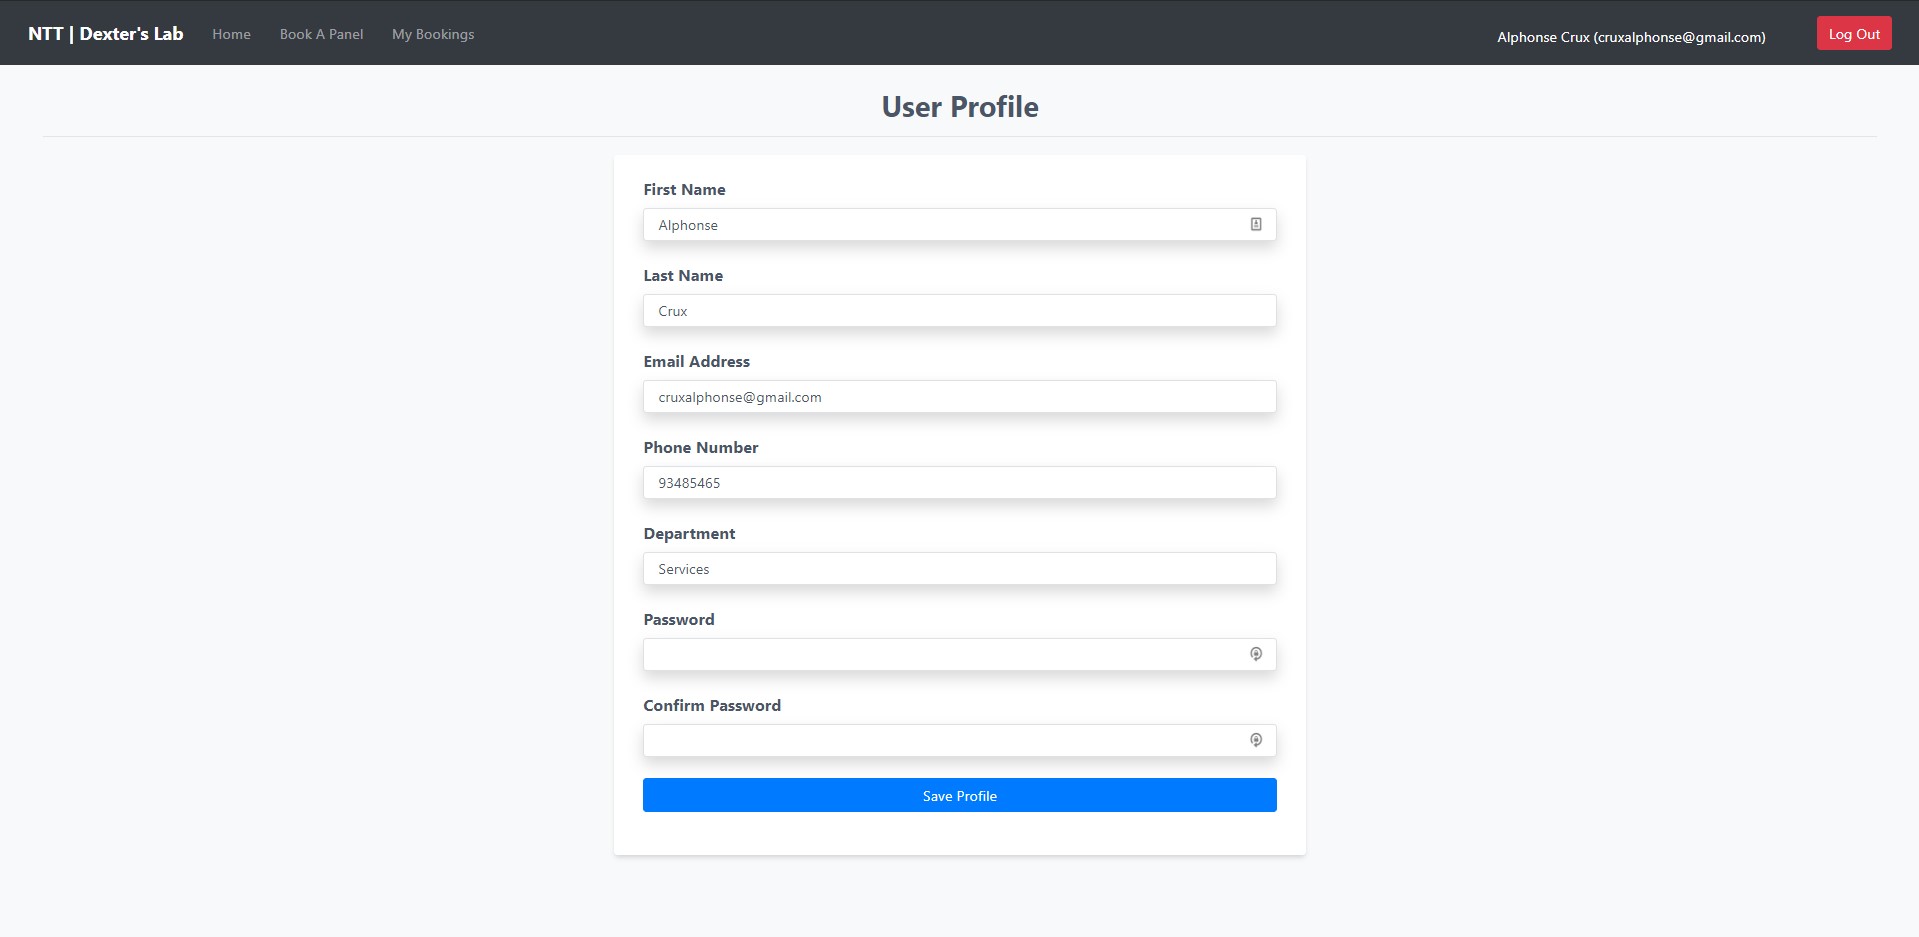 NTT | Dexter's Lab Home Book A Panel My Bookings Alphonse Crux (cruxalphonse@gmail.com) Log Out
User Profile
First Name
Alphonse
Last Name
Crux
Email Address
cruxalphonse@gmail.com
Phone Number
93485465
Department
Services
Password
Confirm Password
Save Profile